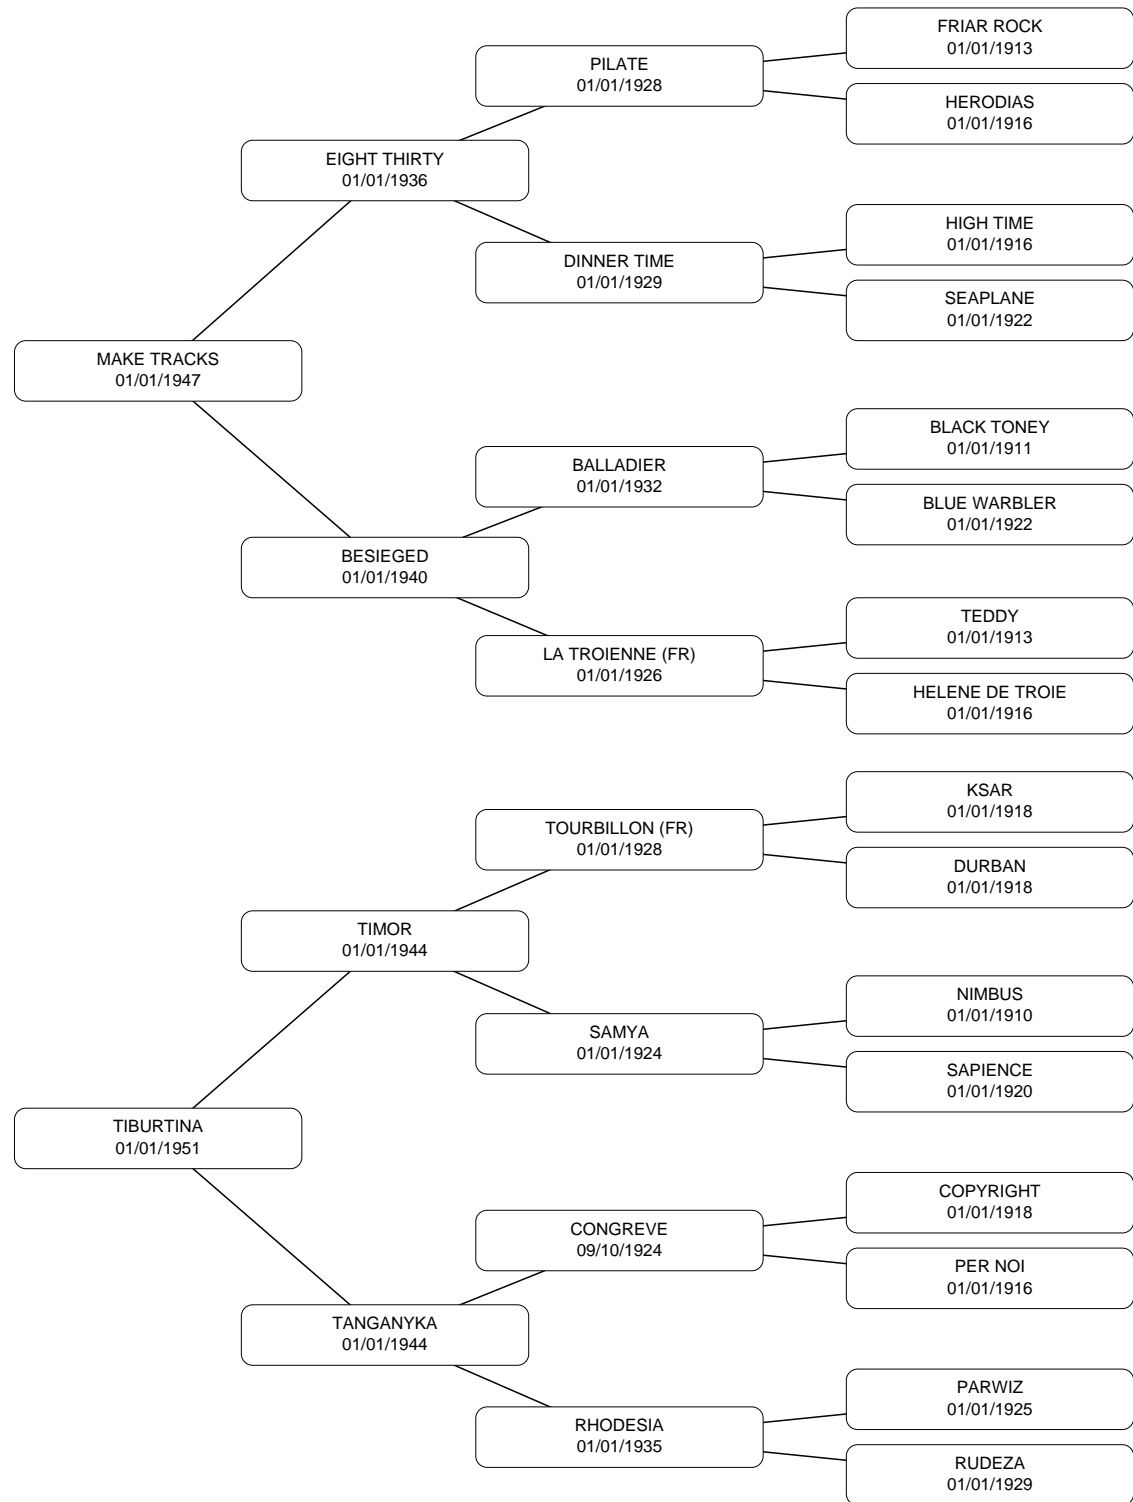 FRIAR ROCK
01/01/1913
PILATE
01/01/1928
HERODIAS
01/01/1916
EIGHT THIRTY
01/01/1936
HIGH TIME
01/01/1916
DINNER TIME
01/01/1929
SEAPLANE
01/01/1922
MAKE TRACKS
01/01/1947
BLACK TONEY
01/01/1911
BALLADIER
01/01/1932
BLUE WARBLER
01/01/1922
BESIEGED
01/01/1940
TEDDY
01/01/1913
LA TROIENNE (FR)
01/01/1926
HELENE DE TROIE
01/01/1916
KSAR
01/01/1918
TOURBILLON (FR)
01/01/1928
DURBAN
01/01/1918
TIMOR
01/01/1944
NIMBUS
01/01/1910
SAMYA
01/01/1924
SAPIENCE
01/01/1920
TIBURTINA
01/01/1951
COPYRIGHT
01/01/1918
CONGREVE
09/10/1924
PER NOI
01/01/1916
TANGANYKA
01/01/1944
PARWIZ
01/01/1925
RHODESIA
01/01/1935
RUDEZA
01/01/1929